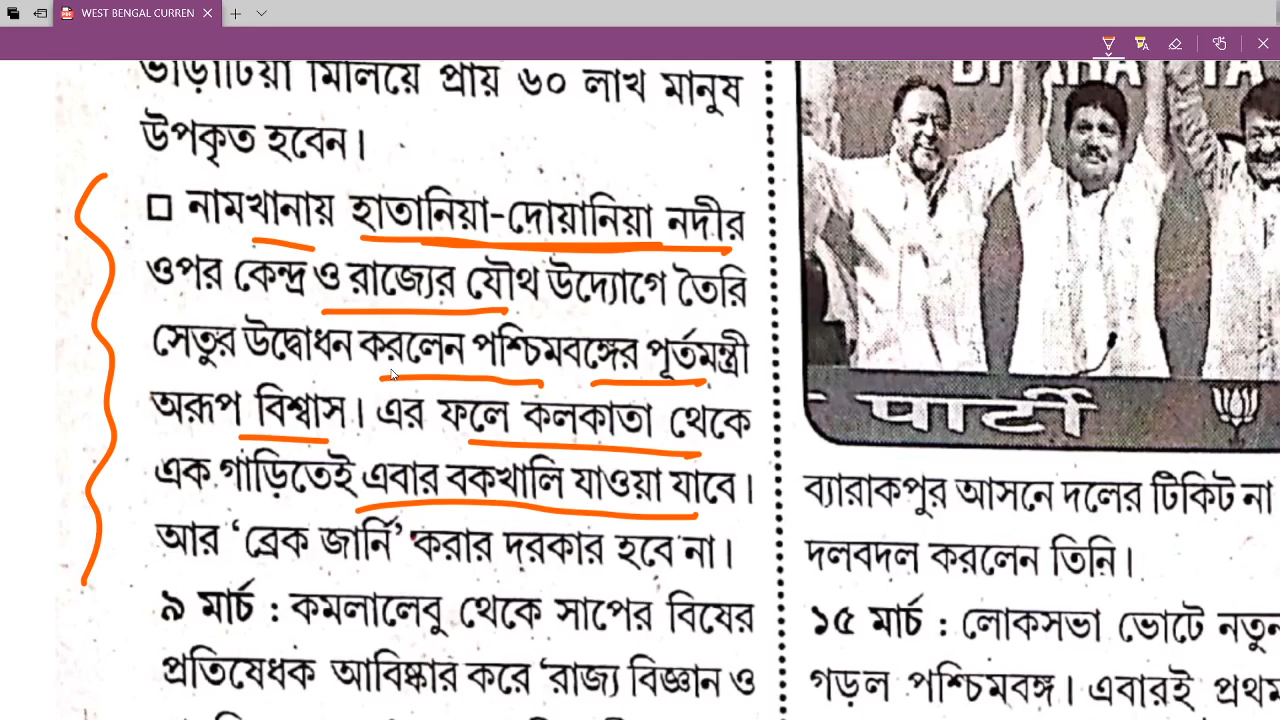 WEST BENGAL CURREN
ভাড়াটিয়া মিলিয়ে প্রায় ৬০ লাখ মানুষ
উপকৃত হবেন।
□ নামখানায় হাতানিয়া-দোয়ানিয়া নদীর
ওপর কেন্দ্র ও রাজ্যের যৌথ উদ্যোগে তৈরি
সেতুর উদ্বোধন করলেন পশ্চিমবঙ্গের পূর্তমন্ত্রী
অরূপ বিশ্বাস। এর ফলে কলকাতা থেকে
এক গাড়িতেই এবার বকখালি যাওয়া যাবে।
আর ‘ব্রেক জার্নি’ করার দরকার হবে না।
৯ মার্চ : কমলালেবু থেকে সাপের বিষের
প্রতিষেধক আবিষ্কার করে ‘রাজ্য বিজ্ঞান ও
पार्टी
ব্যারাকপুর আসনে দলের টিকিট না
দলবদল করলেন তিনি।
১৫ মার্চ : লোকসভা ভোটে নতুন
গড়ল পশ্চিমবঙ্গ। এবারই প্রথম